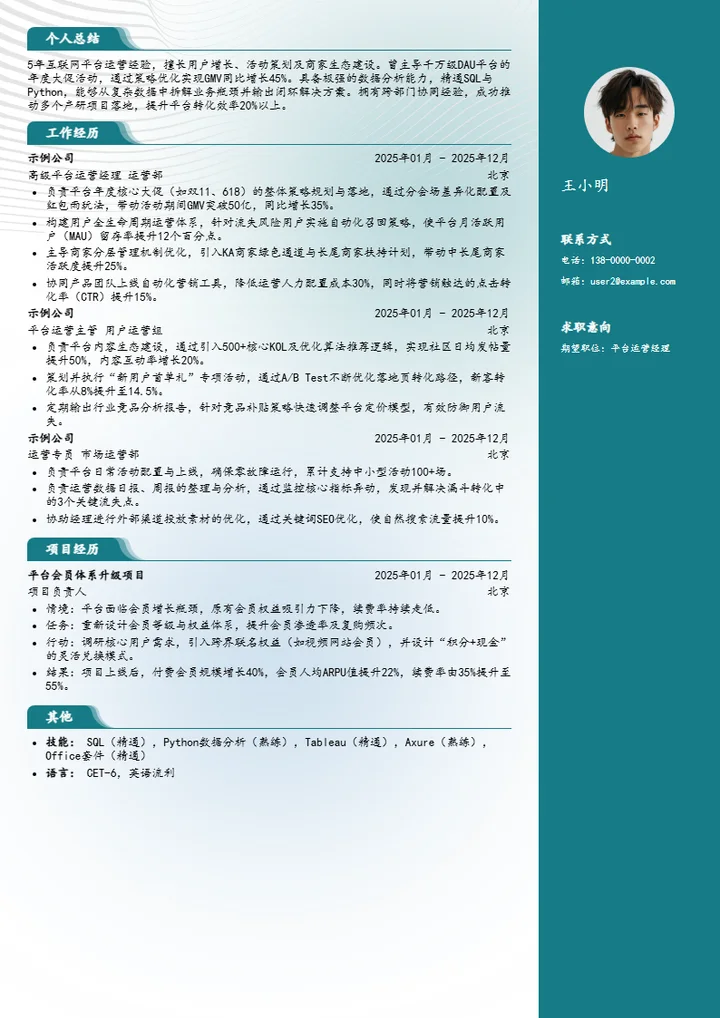 个人总结
5年互联网平台运营经验，擅长用户增长、活动策划及商家生态建设。曾主导千万级DAU平台的
年度大促活动，通过策略优化实现GMV同比增长45%。具备极强的数据分析能力，精通SQL与
Python，能够从复杂数据中拆解业务瓶颈并输出闭环解决方案。拥有跨部门协同经验，成功推
动多个产研项目落地，提升平台转化效率20%以上。
工作经历
示例公司 2025年01月 - 2025年12月
高级平台运营经理 运营部 北京
• 负责平台年度核心大促（如双11、618）的整体策略规划与落地，通过分会场差异化配置及
红包雨玩法，带动活动期间GMV突破50亿，同比增长35%。
• 构建用户全生命周期运营体系，针对流失风险用户实施自动化召回策略，使平台月活跃用
户（MAU）留存率提升12个百分点。
• 主导商家分层管理机制优化，引入KA商家绿色通道与长尾商家扶持计划，带动中长尾商家
活跃度提升25%。
• 协同产品团队上线自动化营销工具，降低运营人力配置成本30%，同时将营销触达的点击转
化率（CTR）提升15%。
示例公司 2025年01月 - 2025年12月
平台运营主管 用户运营组 北京
• 负责平台内容生态建设，通过引入500+核心KOL及优化算法推荐逻辑，实现社区日均发帖量
提升50%，内容互动率增长20%。
• 策划并执行“新用户首单礼”专项活动，通过A/B Test不断优化落地页转化路径，新客转
化率从8%提升至14.5%。
• 定期输出行业竞品分析报告，针对竞品补贴策略快速调整平台定价模型，有效防御用户流
失。
示例公司 2025年01月 - 2025年12月
运营专员 市场运营部 北京
• 负责平台日常活动配置与上线，确保零故障运行，累计支持中小型活动100+场。
• 负责运营数据日报、周报的整理与分析，通过监控核心指标异动，发现并解决漏斗转化中
的3个关键流失点。
• 协助经理进行外部渠道投放素材的优化，通过关键词SEO优化，使自然搜索流量提升10%。
项目经历
平台会员体系升级项目 2025年01月 - 2025年12月
项目负责人 北京
• 情境：平台面临会员增长瓶颈，原有会员权益吸引力下降，续费率持续走低。
• 任务：重新设计会员等级与权益体系，提升会员渗透率及复购频次。
• 行动：调研核心用户需求，引入跨界联名权益（如视频网站会员），并设计“积分+现金”
的灵活兑换模式。
• 结果：项目上线后，付费会员规模增长40%，会员人均ARPU值提升22%，续费率由35%提升至
55%。
其他
• 技能： SQL（精通），Python数据分析（熟练），Tableau（精通），Axure（熟练），
Office套件（精通）
• 语言： CET-6，英语流利
王小明
联系方式
电话：138-0000-0002
邮箱：user2@example.com
求职意向
期望职位：平台运营经理